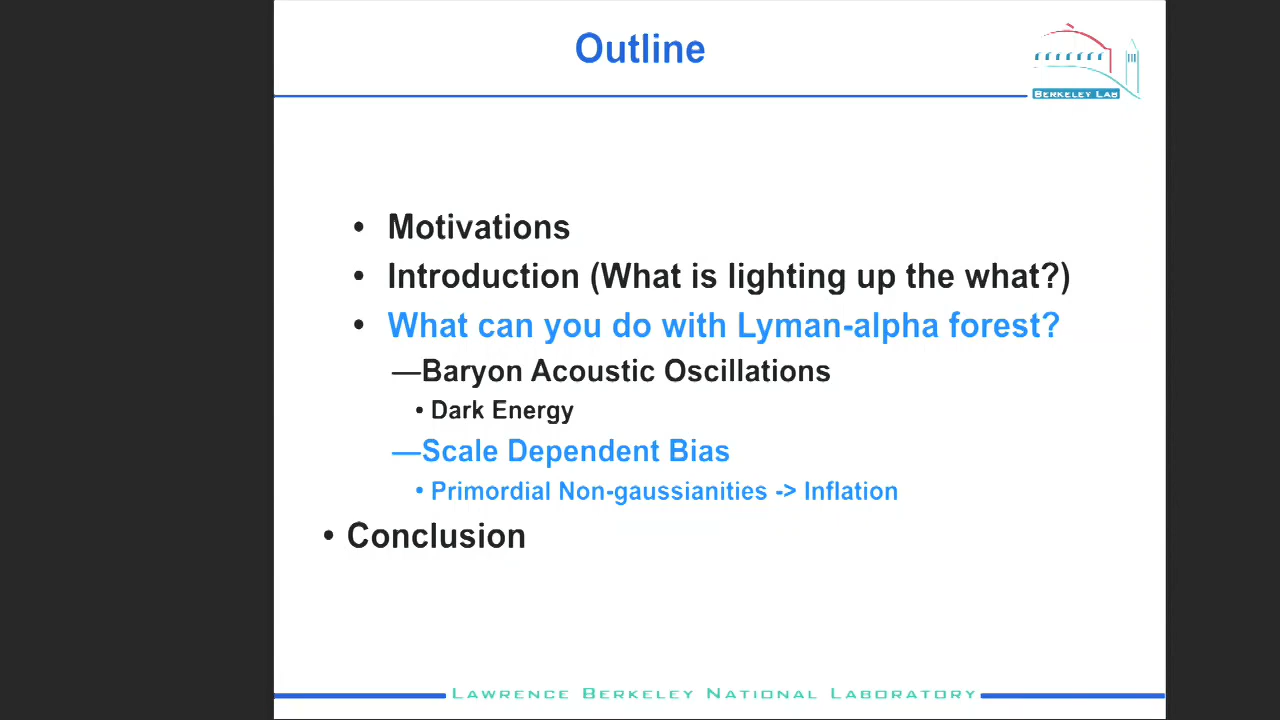 Outline
BERKELEY LAB
• Motivations
• Introduction (What is lighting up the what?)
• What can you do with Lyman-alpha forest?
—Baryon Acoustic Oscillations
• Dark Energy
—Scale Dependent Bias
• Primordial Non-gaussianities -> Inflation
• Conclusion
LAWRENCE BERKELEY NATIONAL LABORATORY